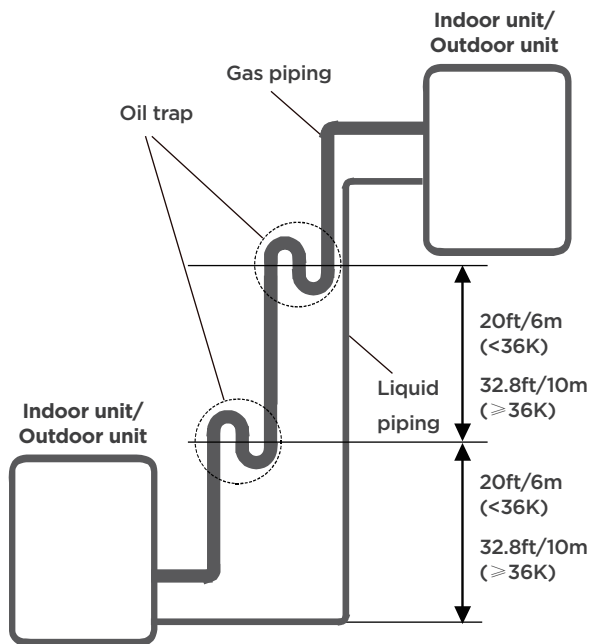 Indoor unit/
Outdoor unit
Gas piping
Oil trap
20ft/6m
(<36K)
32.8ft/10m
(⩾36K)
Liquid
piping
Indoor unit/
Outdoor unit
20ft/6m
(<36K)
32.8ft/10m
(⩾36K)